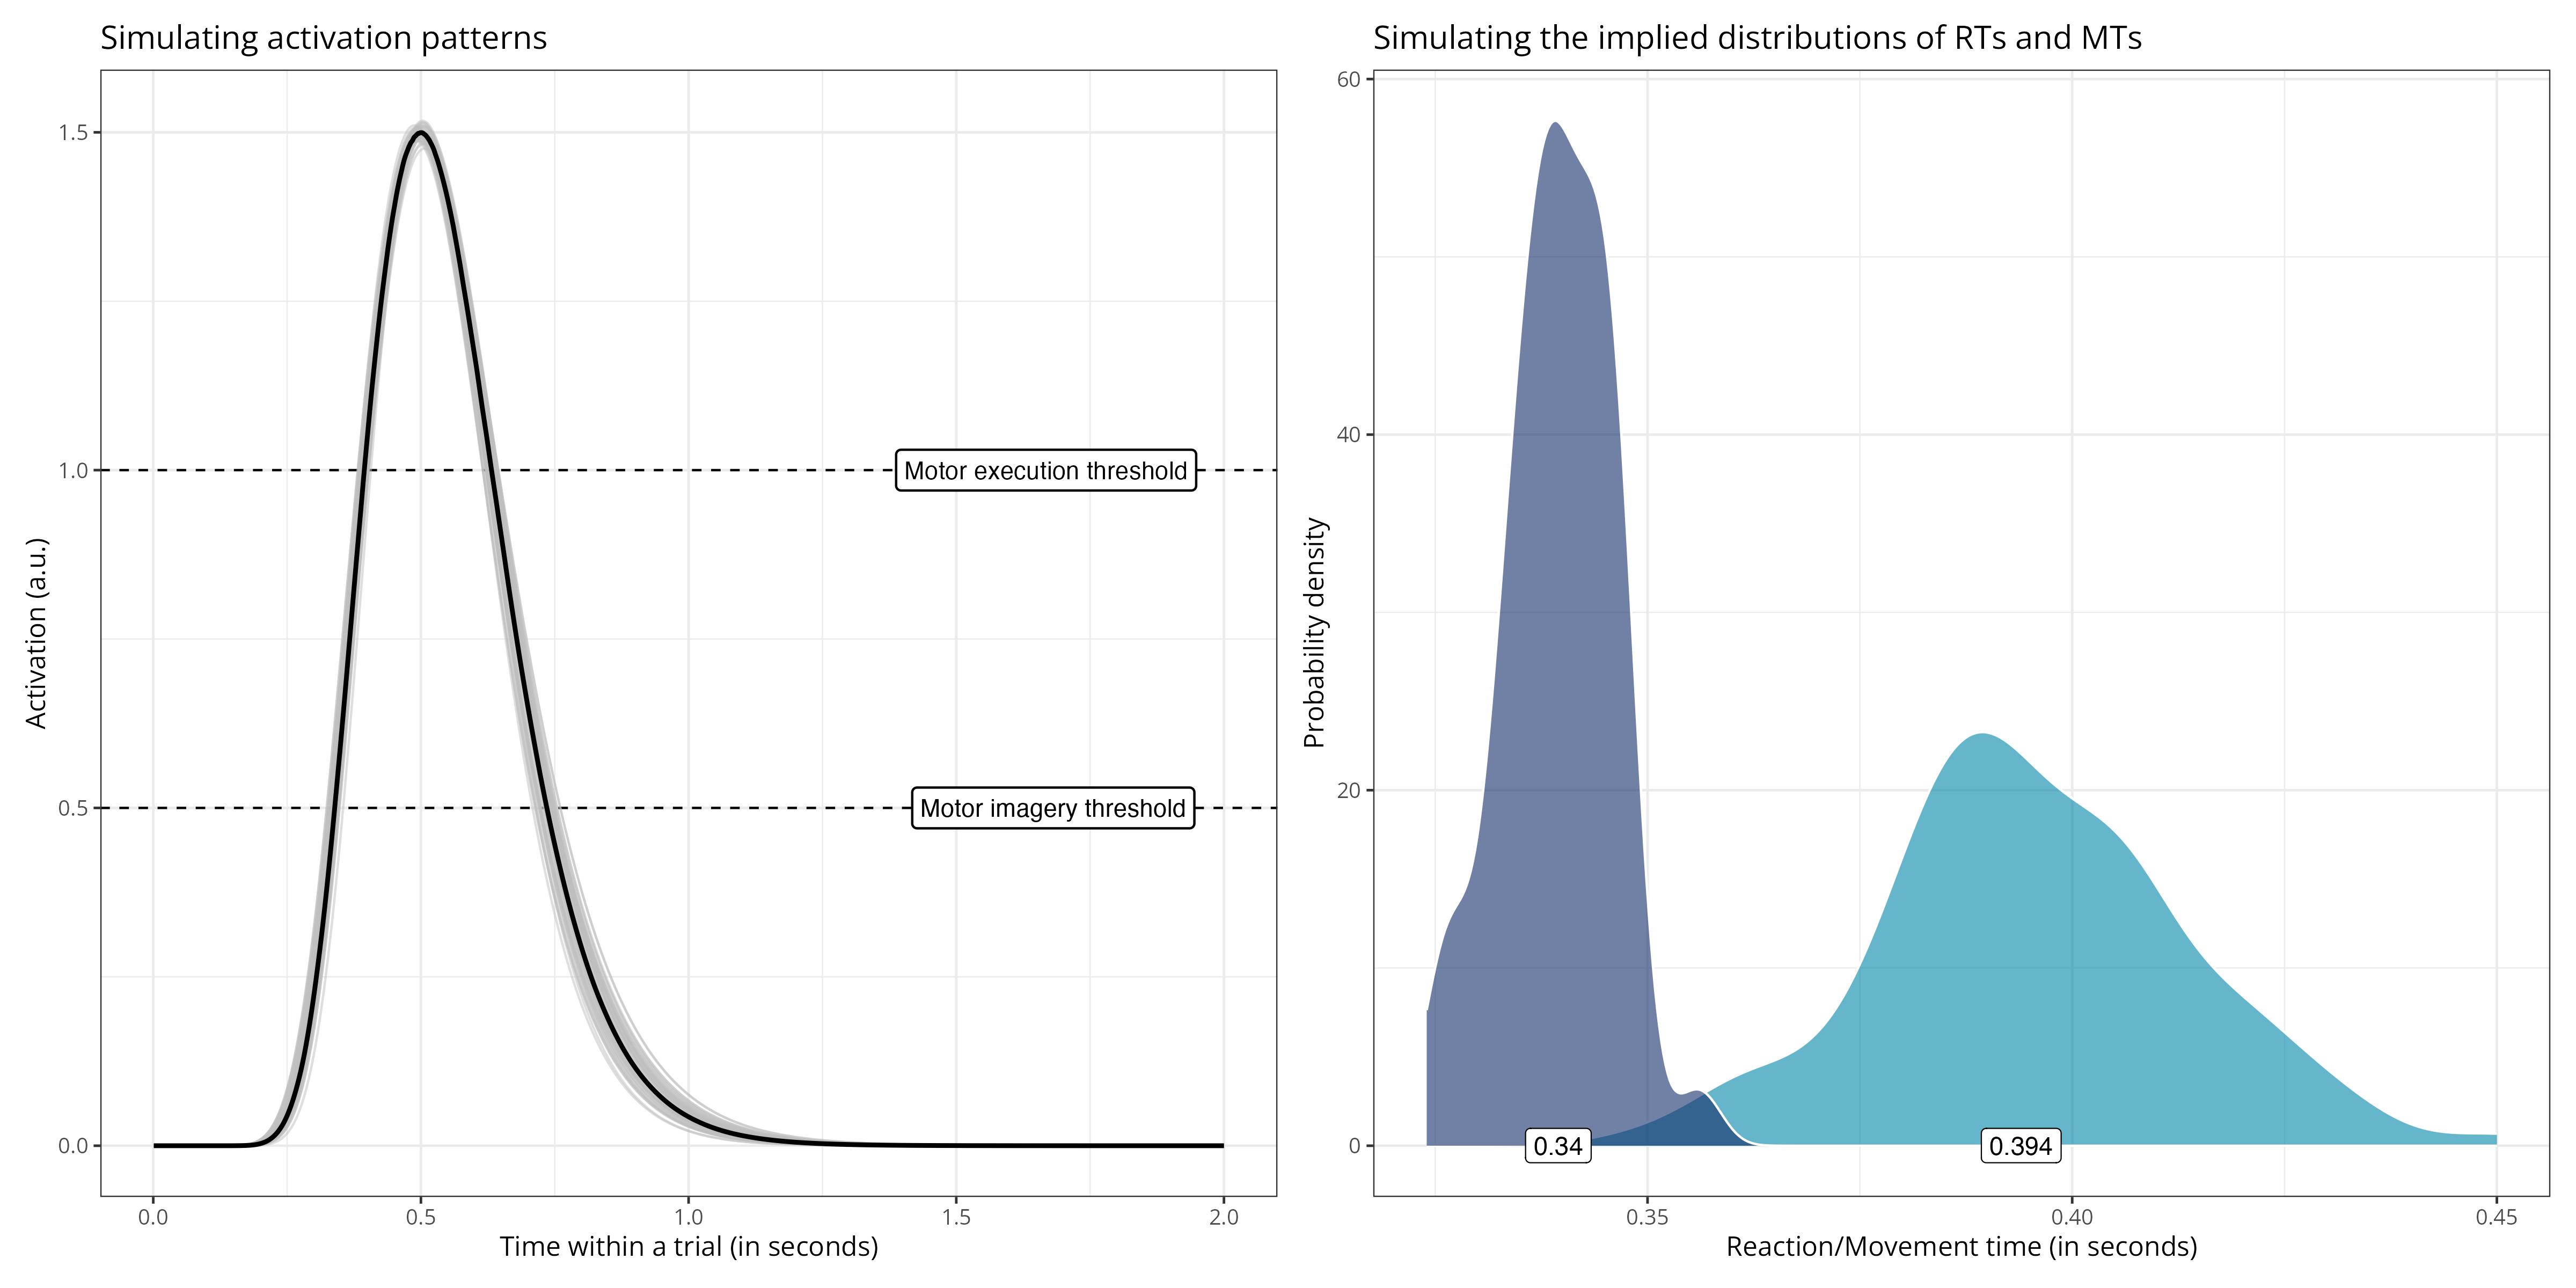 Simulating activation patterns
1.5
1.0
0.5
0.0
Activation (a.u.)
Motor execution threshold
Motor imagery threshold
0.0 0.5 1.0 1.5 2.0
Time within a trial (in seconds)
Simulating the implied distributions of RTs and MTs
60
40
20
0
Probability density
0.34
0.394
0.35 0.40 0.45
Reaction/Movement time (in seconds)